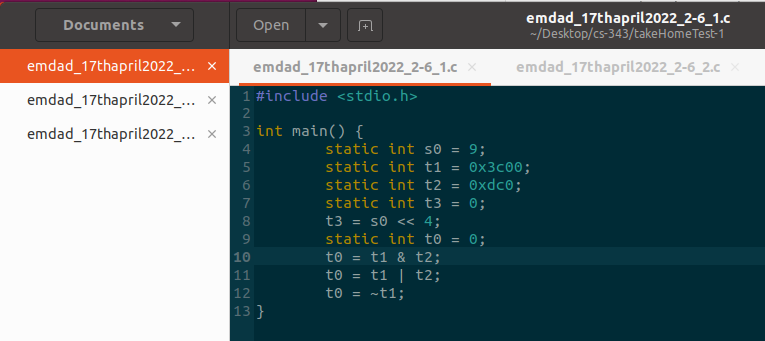 Documents
Open
emdad_17thapril2022_2-6_1.c
~/Desktop/cs-343/takeHomeTest-1
emdad_17thapril2022_... ×
emdad_17thapril2022_... ×
emdad_17thapril2022_... ×
emdad_17thapril2022_2-6_1.c × emdad_17thapril2022_2-6_2.c ×
1 #include <stdio.h>
2
3 int main() {
4         static int s0 = 9;
5         static int t1 = 0x3c00;
6         static int t2 = 0xdc0;
7         static int t3 = 0;
8         t3 = s0 << 4;
9         static int t0 = 0;
10         t0 = t1 & t2;
11         t0 = t1 | t2;
12         t0 = ~t1;
13 }